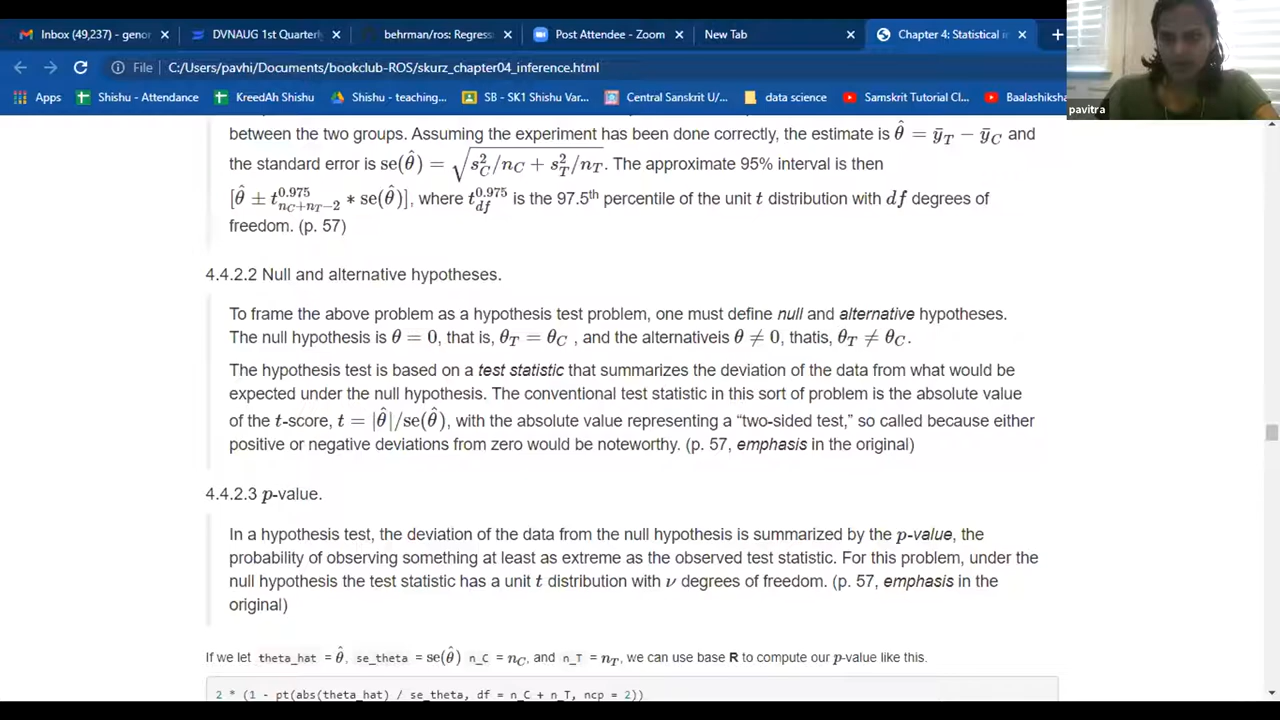 Inbox (49,237) - geno
DVNAUG 1st Quarterl
behrman/ros: Regress
Post Attendee - Zoom
New Tab
Chapter 4: Statistical in
pavitra
File
C:/Users/pavhi/Documents/bookclub-ROS/skurz_chapter04_inference.html
Apps
Shishu - Attendance
KreedAh Shishu
Shishu - teaching...
SB - SK1 Shishu Var...
Central Sanskrit U/...
data science
Samskrit Tutorial Cl...
Baalashiksha
between the two groups. Assuming the experiment has been done correctly, the estimate is θ̂ = ȳ_T − ȳ_C and
the standard error is se(θ̂) = √(s²_C/n_C + s²_T/n_T). The approximate 95% interval is then
[θ̂ ± t^0.975_{n_C+n_T−2} * se(θ̂)], where t^0.975_df is the 97.5th percentile of the unit t distribution with df degrees of
freedom. (p. 57)
4.4.2.2 Null and alternative hypotheses.
To frame the above problem as a hypothesis test problem, one must define null and alternative hypotheses.
The null hypothesis is θ = 0, that is, θ_T = θ_C , and the alternativeis θ ≠ 0, thatis, θ_T ≠ θ_C.
The hypothesis test is based on a test statistic that summarizes the deviation of the data from what would be
expected under the null hypothesis. The conventional test statistic in this sort of problem is the absolute value
of the t-score, t = |θ̂|/se(θ̂), with the absolute value representing a “two-sided test,” so called because either
positive or negative deviations from zero would be noteworthy. (p. 57, emphasis in the original)
4.4.2.3 p-value.
In a hypothesis test, the deviation of the data from the null hypothesis is summarized by the p-value, the
probability of observing something at least as extreme as the observed test statistic. For this problem, under the
null hypothesis the test statistic has a unit t distribution with ν degrees of freedom. (p. 57, emphasis in the
original)
If we let theta_hat = θ̂, se_theta = se(θ̂) n_C = n_C, and n_T = n_T, we can use base R to compute our p-value like this.
2 * (1 - pt(abs(theta_hat) / se_theta, df = n_C + n_T, ncp = 2))